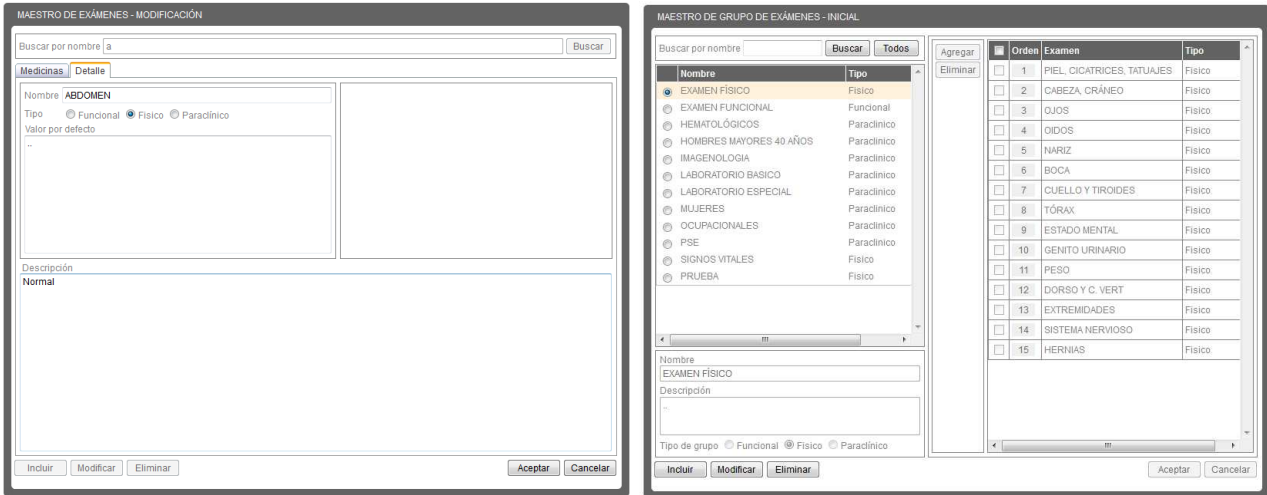 MAESTRO DE EXÁMENES - MODIFICACIÓN
Buscar por nombre a Buscar
Medicinas Detalle
Nombre ABDOMEN
Tipo Funcional Fisico Paraclínico
Valor por defecto
..
Descripción
Normal
Incluir Modificar Eliminar Aceptar Cancelar
MAESTRO DE GRUPO DE EXÁMENES - INICIAL
Buscar por nombre Buscar Todos
Nombre Tipo
EXAMEN FÍSICO Fisico
EXAMEN FUNCIONAL Funcional
HEMATOLÓGICOS Paraclinico
HOMBRES MAYORES 40 AÑOS Paraclinico
IMAGENOLOGIA Paraclinico
LABORATORIO BASICO Paraclinico
LABORATORIO ESPECIAL Paraclinico
MUJERES Paraclinico
OCUPACIONALES Paraclinico
PSE Paraclinico
SIGNOS VITALES Fisico
PRUEBA Fisico
Nombre
EXAMEN FÍSICO
Descripción
..
Tipo de grupo Funcional Fisico Paraclínico
Incluir Modificar Eliminar
Agregar
Eliminar
Orden Examen Tipo
1 PIEL, CICATRICES, TATUAJES Fisico
2 CABEZA, CRÁNEO Fisico
3 OJOS Fisico
4 OIDOS Fisico
5 NARIZ Fisico
6 BOCA Fisico
7 CUELLO Y TIROIDES Fisico
8 TÓRAX Fisico
9 ESTADO MENTAL Fisico
10 GENITO URINARIO Fisico
11 PESO Fisico
12 DORSO Y C. VERT Fisico
13 EXTREMIDADES Fisico
14 SISTEMA NERVIOSO Fisico
15 HERNIAS Fisico
Aceptar Cancelar